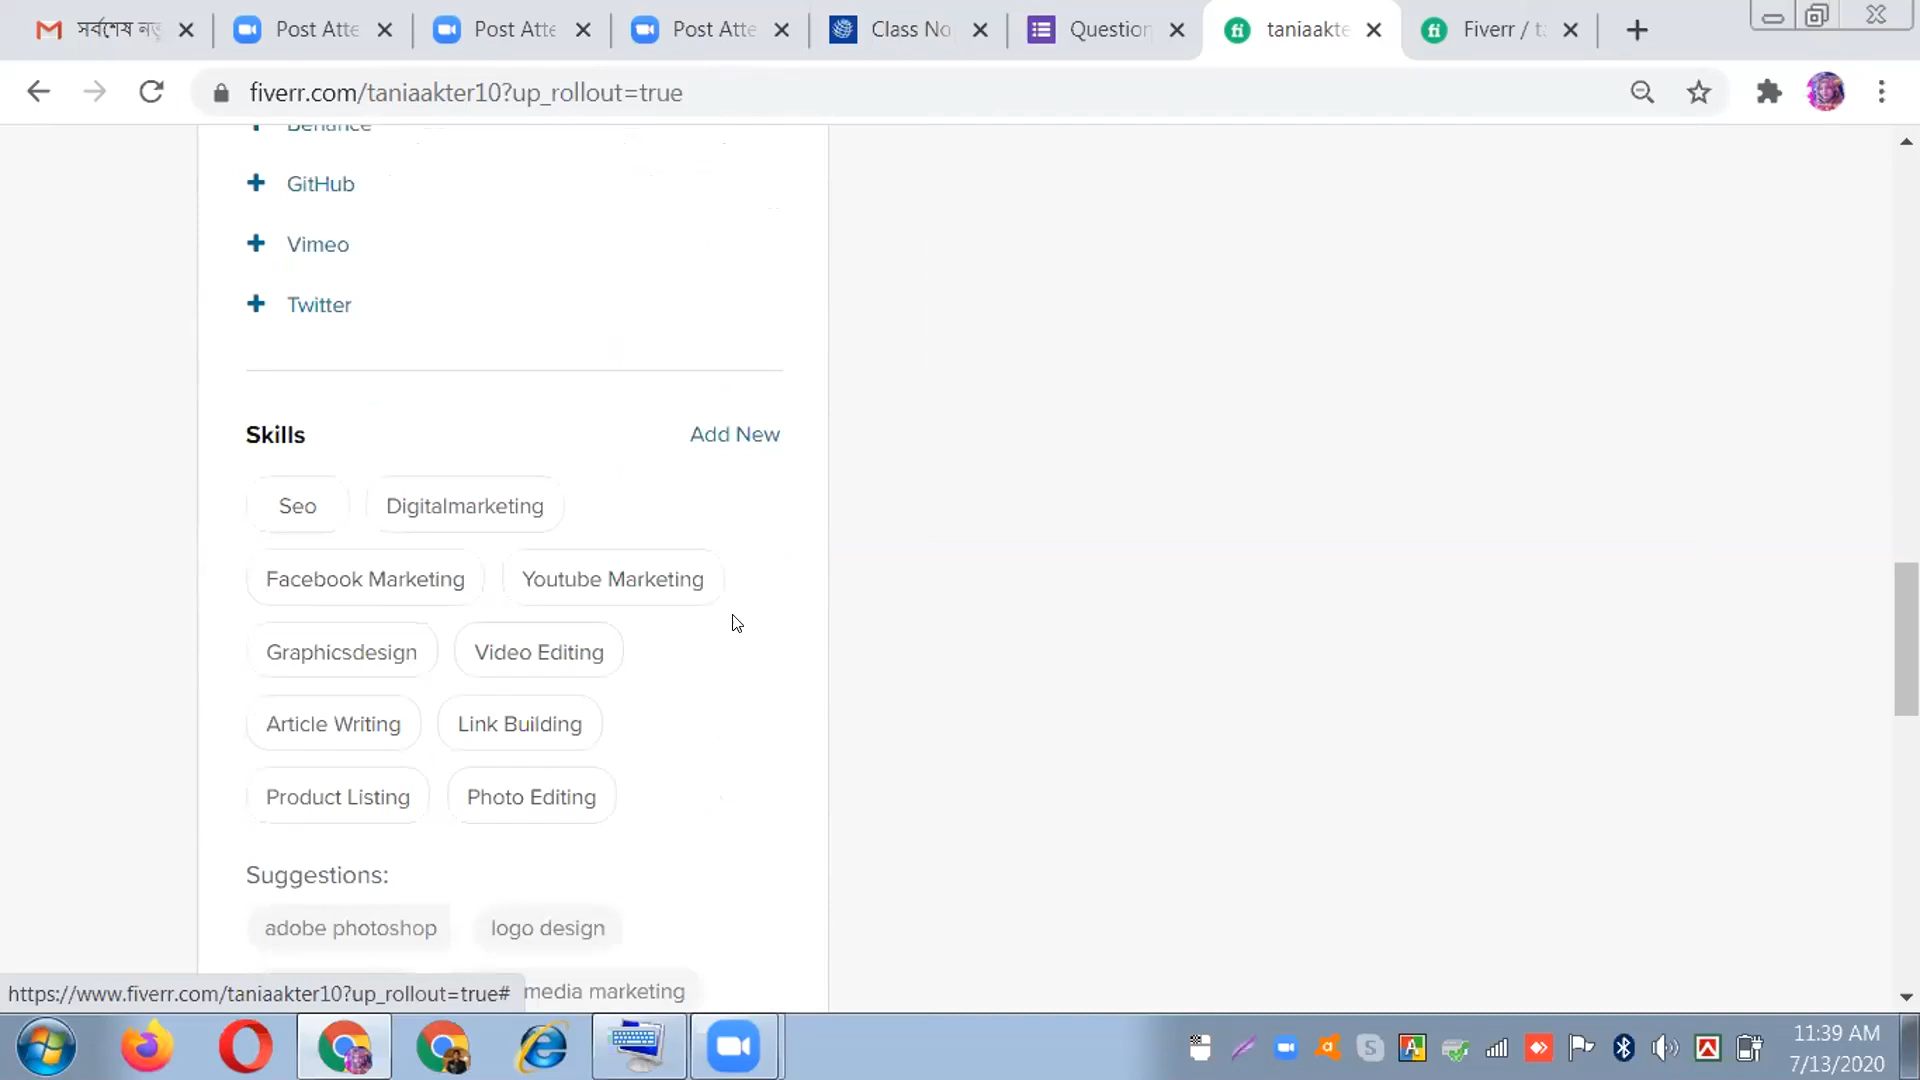 সর্বশেষ নতু
Post Atte
Post Atte
Post Atte
Class No
Question
taniaakte
Fiverr / ta
fiverr.com/taniaakter10?up_rollout=true
Behance
GitHub
Vimeo
Twitter
Skills
Add New
Seo
Digitalmarketing
Facebook Marketing
Youtube Marketing
Graphicsdesign
Video Editing
Article Writing
Link Building
Product Listing
Photo Editing
Suggestions:
adobe photoshop
logo design
media marketing
https://www.fiverr.com/taniaakter10?up_rollout=true#
11:39 AM
7/13/2020